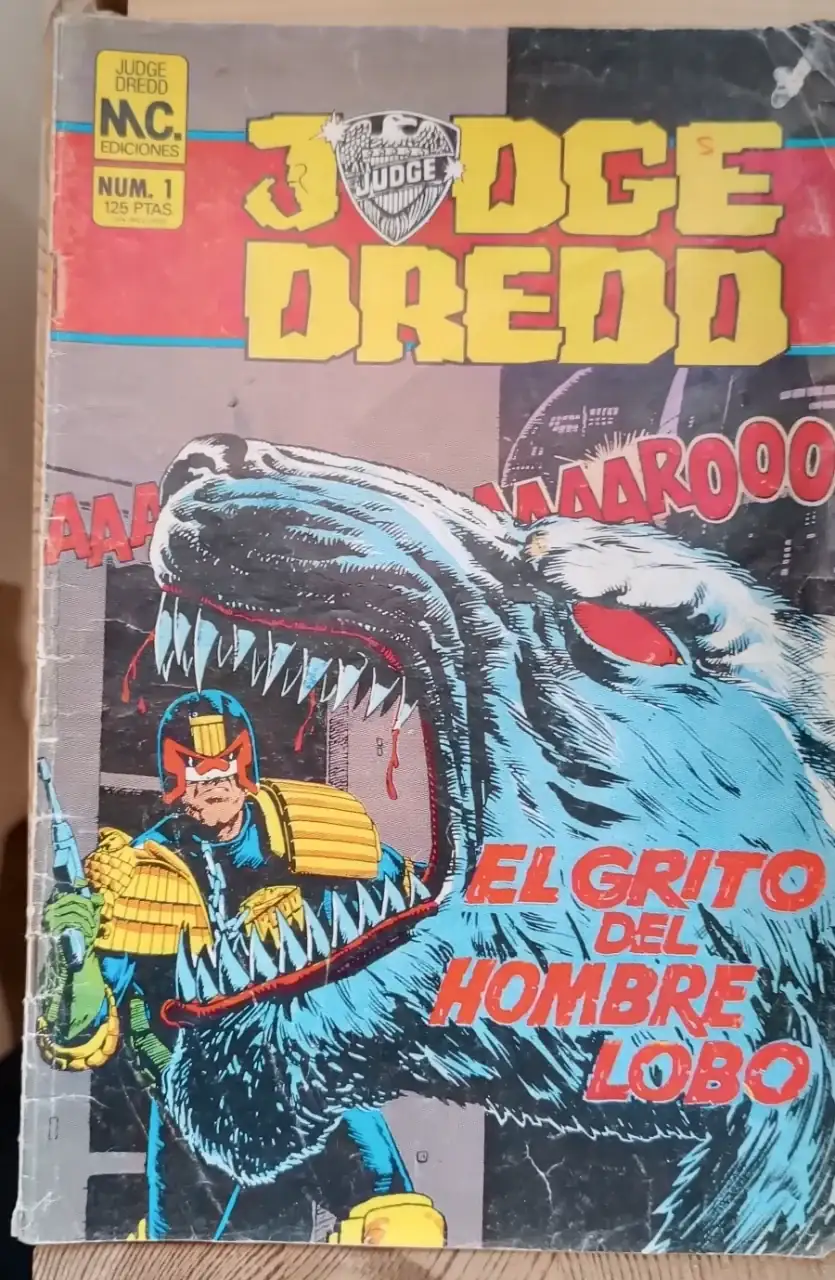 JUDGE
DREDD
MC.
EDICIONES
NUM. 1
125 PTAS
JUDGE
JUDGE
DREDD
AAA
AAAAROOO
EL GRITO
DEL
HOMBRE
LOBO